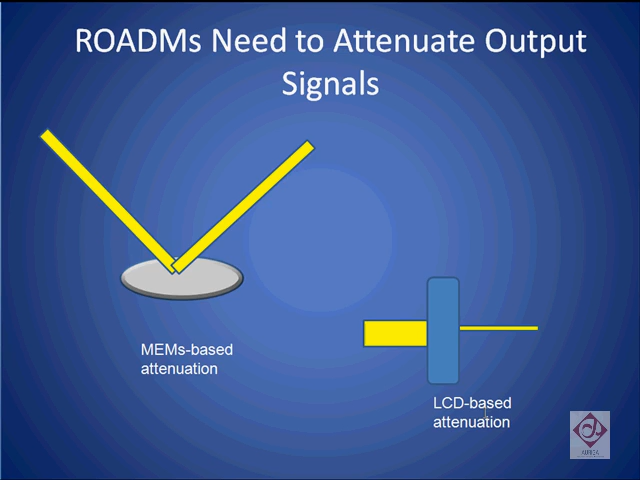 ROADMs Need to Attenuate Output
Signals
MEMs-based
attenuation
LCD-based
attenuation